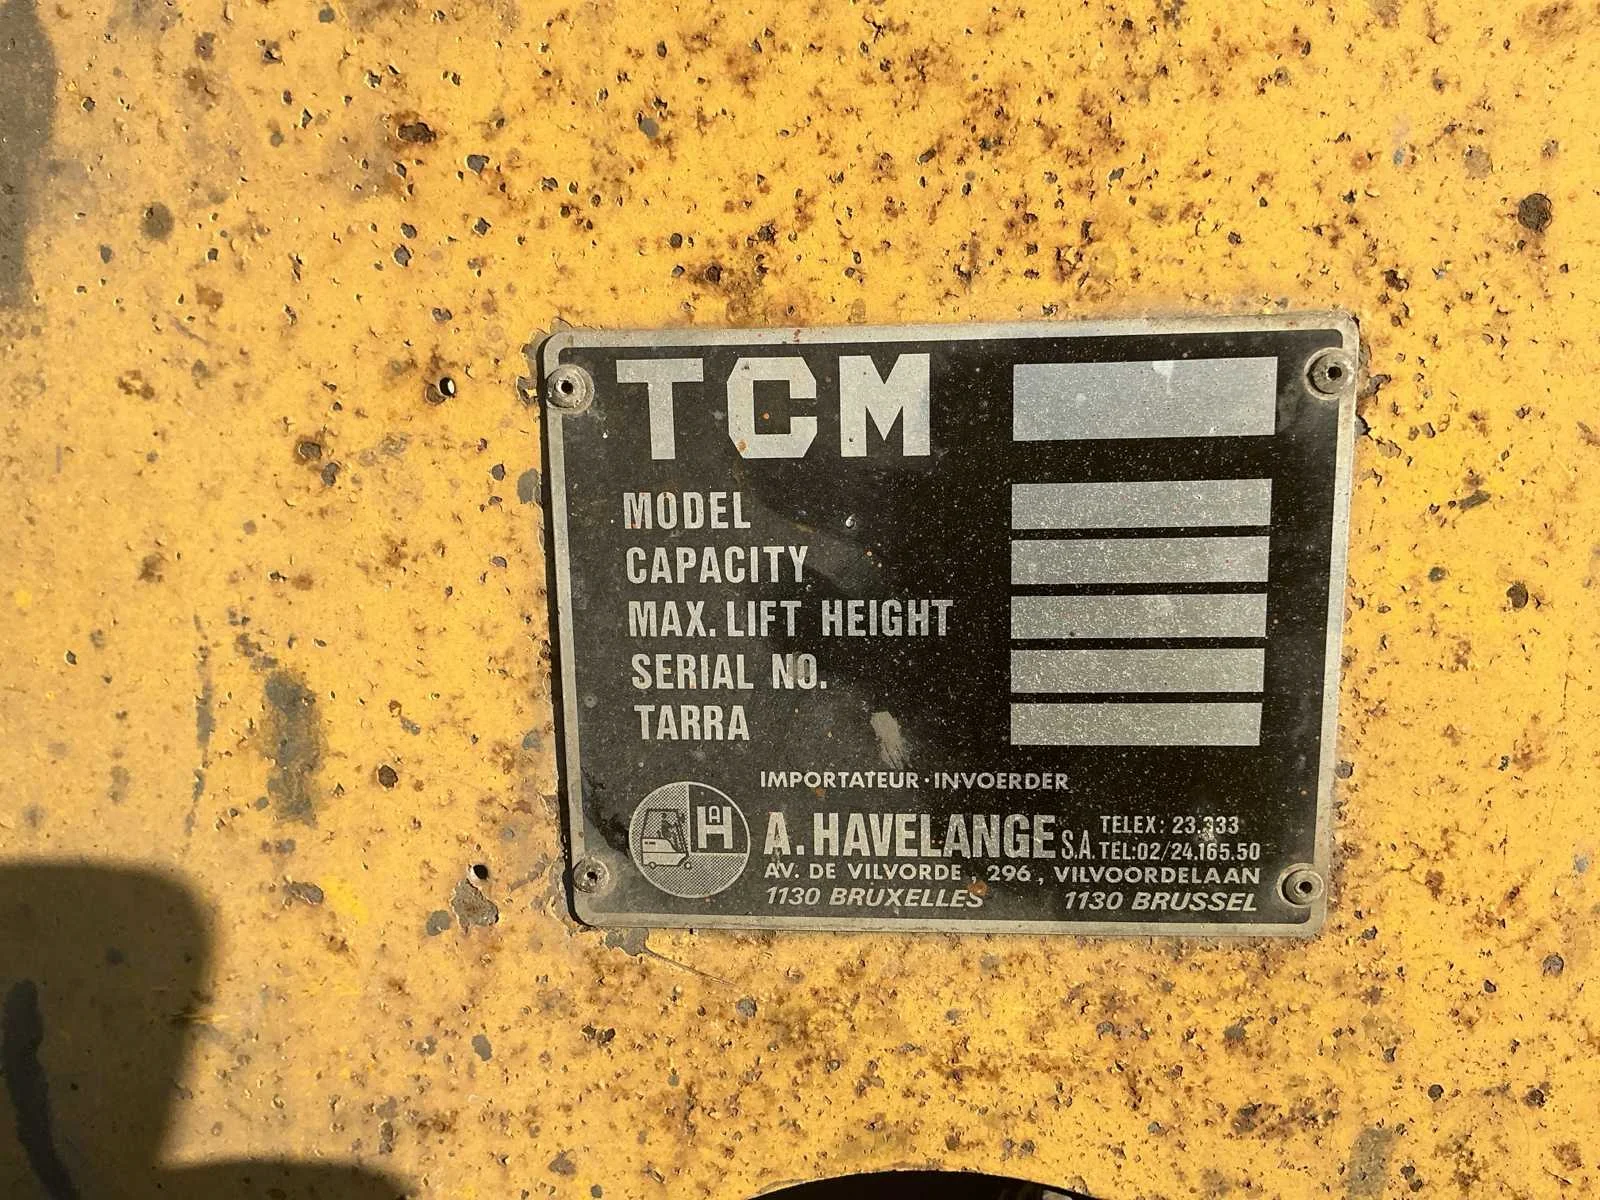 TCM
MODEL
CAPACITY
MAX. LIFT HEIGHT
SERIAL NO.
TARRA
IMPORTATEUR · INVOERDER
AH
A. HAVELANGE S.A.
TELEX: 23.333
TEL: 02/24.165.50
AV. DE VILVORDE, 296, VILVOORDELAAN
1130 BRUXELLES 1130 BRUSSEL